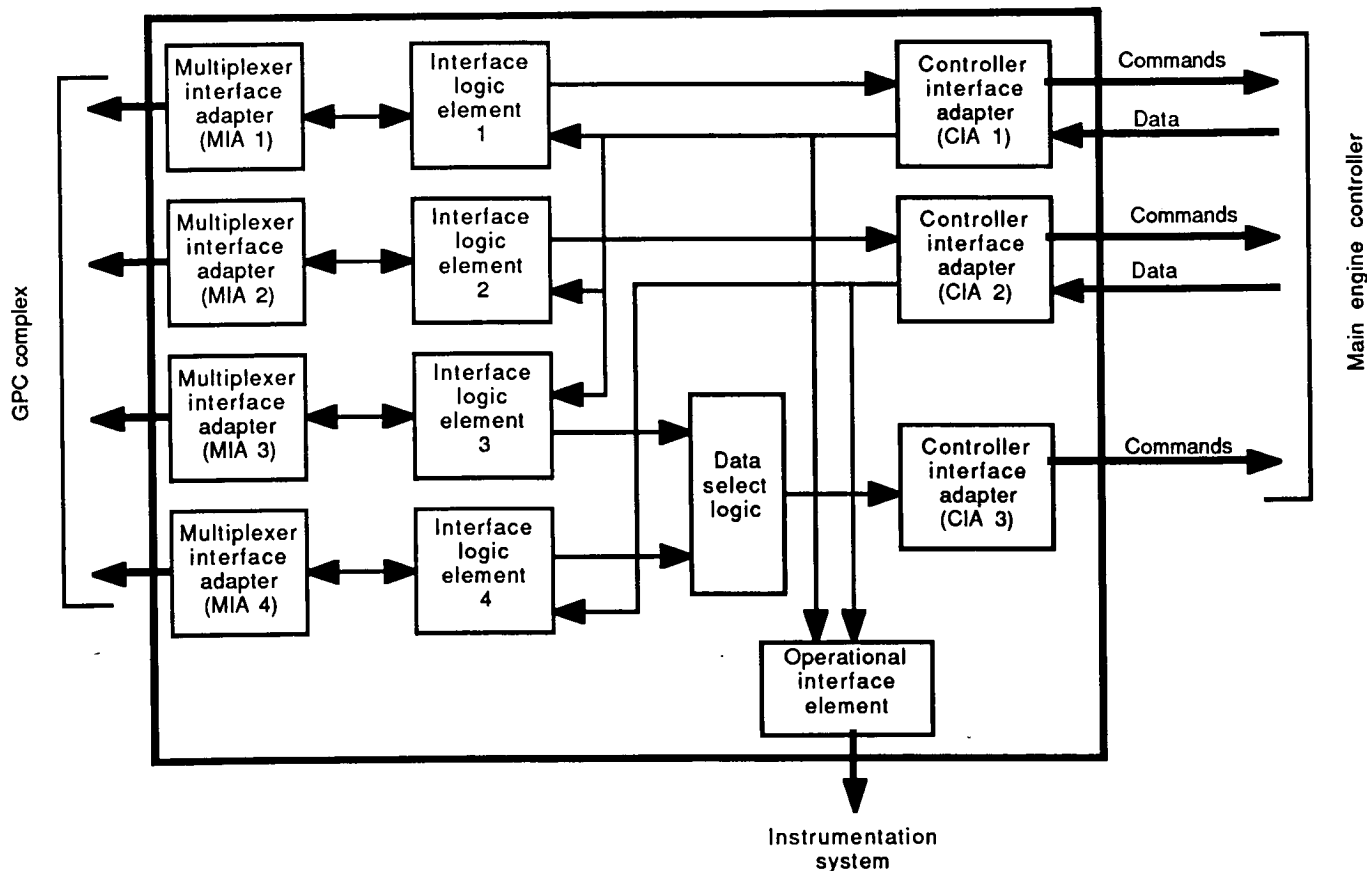 GPC complex
Multiplexer
interface
adapter
(MIA 1)
Interface
logic
element
1
Controller
interface
adapter
(CIA 1)
Commands
Data
Multiplexer
interface
adapter
(MIA 2)
Interface
logic
element
2
Controller
interface
adapter
(CIA 2)
Commands
Data
Main engine controller
Multiplexer
interface
adapter
(MIA 3)
Interface
logic
element
3
Data
select
logic
Controller
interface
adapter
(CIA 3)
Commands
Multiplexer
interface
adapter
(MIA 4)
Interface
logic
element
4
Operational
interface
element
Instrumentation
system